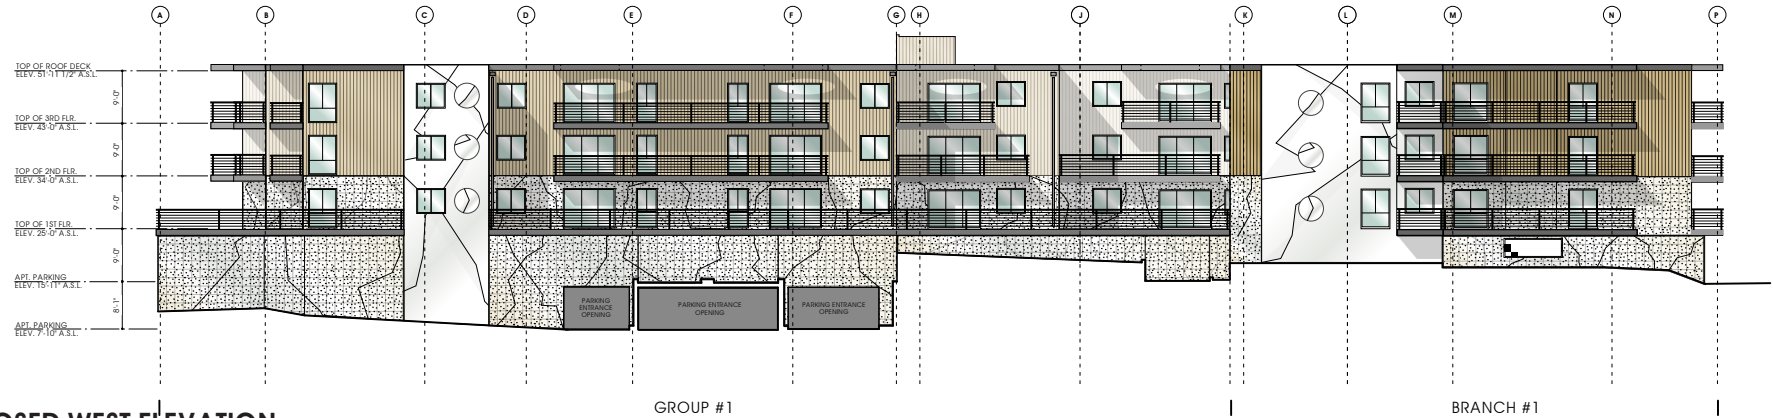 A B C D E F G H J K L M N P
TOP OF ROOF DECK
ELEV. 51'-11 1/2" A.S.L.
9'-0"
TOP OF 3RD FLR.
ELEV. 43'-0" A.S.L.
9'-0"
TOP OF 2ND FLR.
ELEV. 34'-0" A.S.L.
9'-0"
TOP OF 1ST FLR.
ELEV. 25'-0" A.S.L.
9'-0"
APT. PARKING
ELEV. 15'-11" A.S.L.
8'-1"
APT. PARKING
ELEV. 7'-10" A.S.L.
PARKING
ENTRANCE
OPENING
PARKING ENTRANCE
OPENING
PARKING ENTRANCE
OPENING
GROUP #1
BRANCH #1
WEST ELEVATION